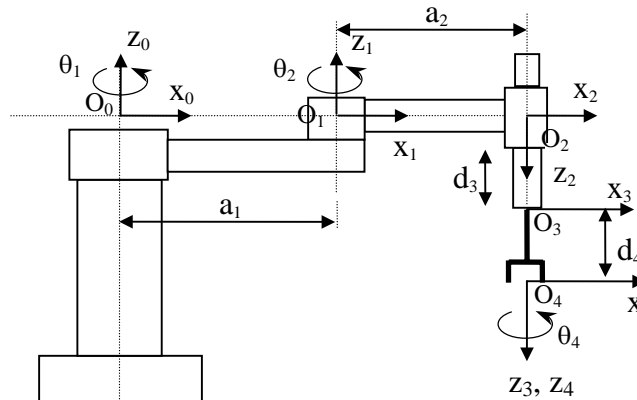 a₂
z₀
z₁
θ₁
θ₂
x₀
x₂
O₀
O₁
O₂
x₁
z₂
d₃
x₃
a₁
O₃
d₄
O₄
x
θ₄
z₃, z₄